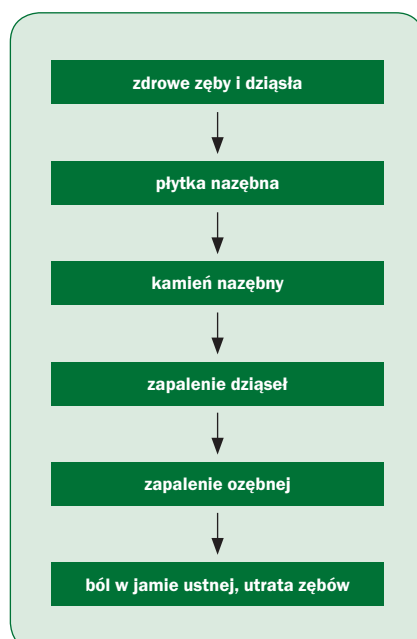 zdrowe zęby i dziąsła
płytka nazębna
kamień nazębny
zapalenie dziąseł
zapalenie ozębnej
ból w jamie ustnej, utrata zębów